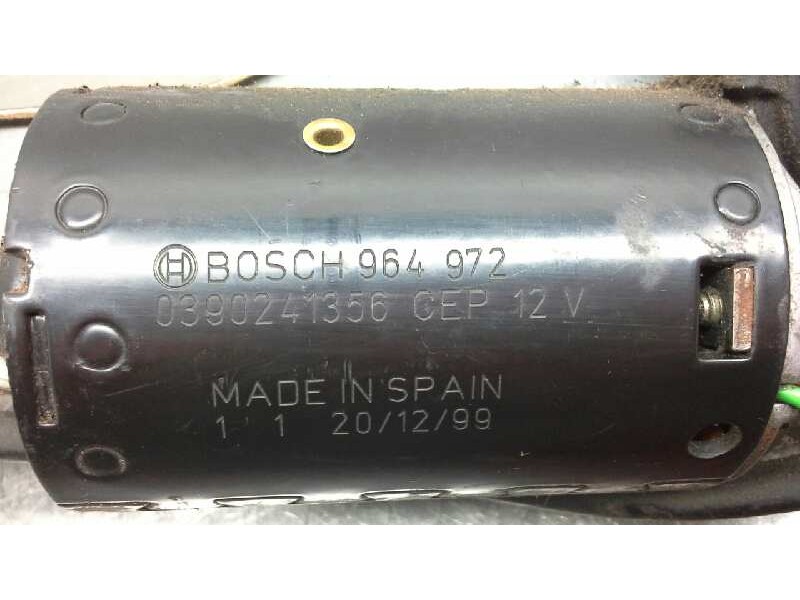 BOSCH 964 972
0390241356 CEP 12 V
MADE IN SPAIN
1 1 20/12/99